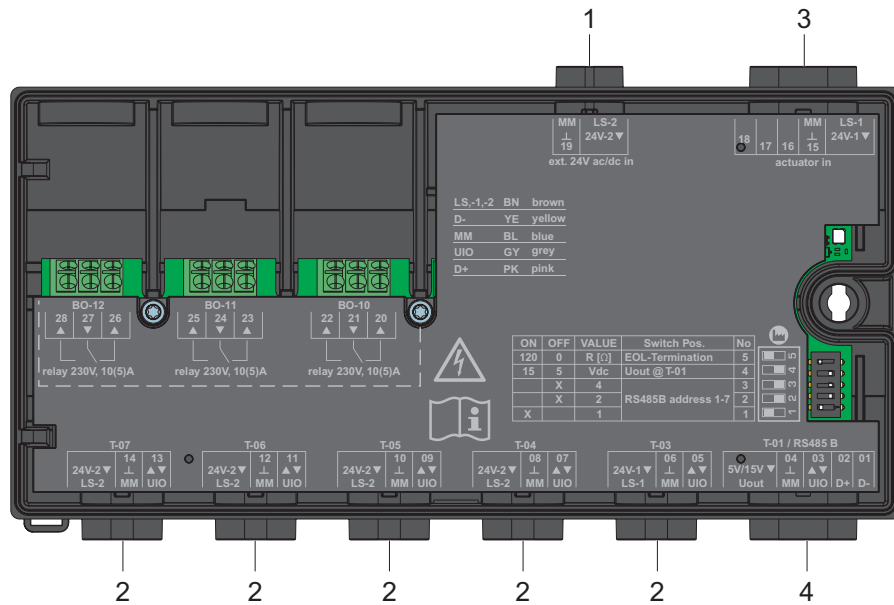 1 3
MM LS-2
⊥ 24V-2▼
19
ext. 24V ac/dc in
MM LS-1
18 17 16 ⊥ 24V-1▼
15
actuator in
LS,-1,-2 BN brown
D- YE yellow
MM BL blue
UIO GY grey
D+ PK pink
BO-12 BO-11 BO-10
28 27 26 25 24 23 22 21 20
▲ ▼ ▲ ▲ ▼ ▲ ▲ ▼ ▲
relay 230V, 10(5)A relay 230V, 10(5)A relay 230V, 10(5)A
ON OFF VALUE Switch Pos. No
120 0 R [Ω] EOL-Termination 5
15 5 Vdc Uout @T-01 4
X 4 3
X 2 RS485B address 1-7 2
X 1 1
5
4
3
2
1
T-07 T-06 T-05 T-04 T-03 T-01 / RS485 B
24V-2▼ 14 ⊥ 13 ▲▼ 24V-2▼ 12 ⊥ 11 ▲▼ 24V-2▼ 10 ⊥ 09 ▲▼ 24V-2▼ 08 ⊥ 07 ▲▼ 24V-1▼ 06 ⊥ 05 ▲▼ 5V/15V▼ 04 ⊥ 03 ▲▼ 02 01
LS-2 MM UIO LS-2 MM UIO LS-2 MM UIO LS-2 MM UIO LS-1 MM UIO Uout MM UIO D+ D-
2 2 2 2 2 4